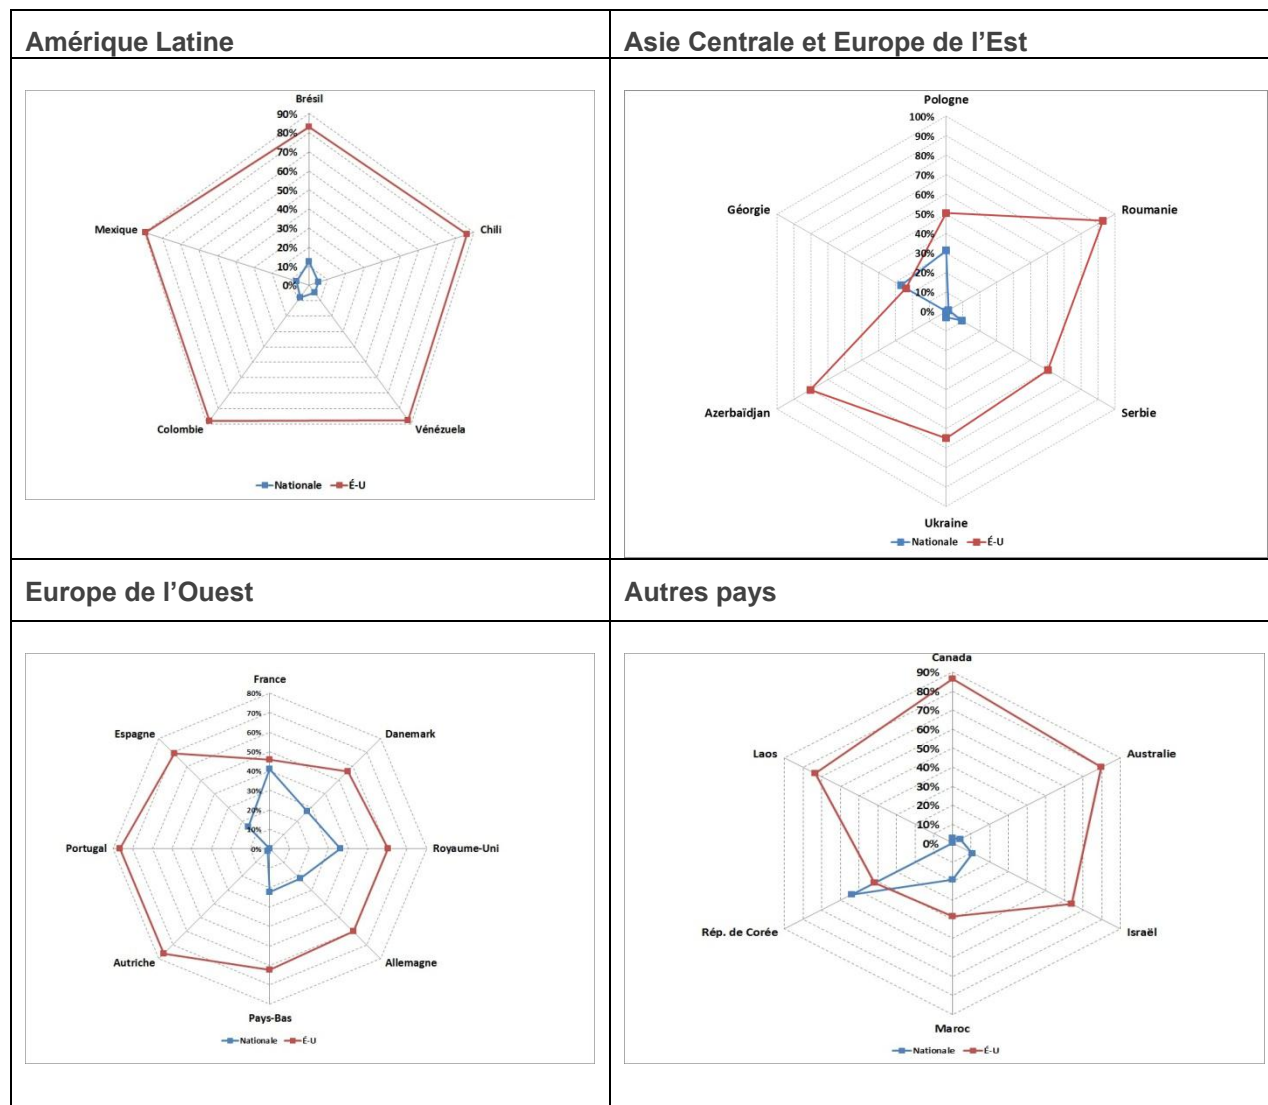 Amérique Latine
Brésil
90%
80%
70%
60%
50%
40%
30%
20%
10%
0%
Mexique
Chili
Colombie
Vénézuela
Nationale É-U
Asie Centrale et Europe de l’Est
Pologne
100%
90%
80%
70%
60%
50%
40%
30%
20%
10%
0%
Géorgie
Roumanie
Azerbaïdjan
Serbie
Ukraine
Nationale É-U
Europe de l’Ouest
France
80%
70%
60%
50%
40%
30%
20%
10%
0%
Espagne
Danemark
Portugal
Royaume-Uni
Autriche
Allemagne
Pays-Bas
Nationale É-U
Autres pays
Canada
90%
80%
70%
60%
50%
40%
30%
20%
10%
0%
Laos
Australie
Rép. de Corée
Israël
Maroc
Nationale É-U